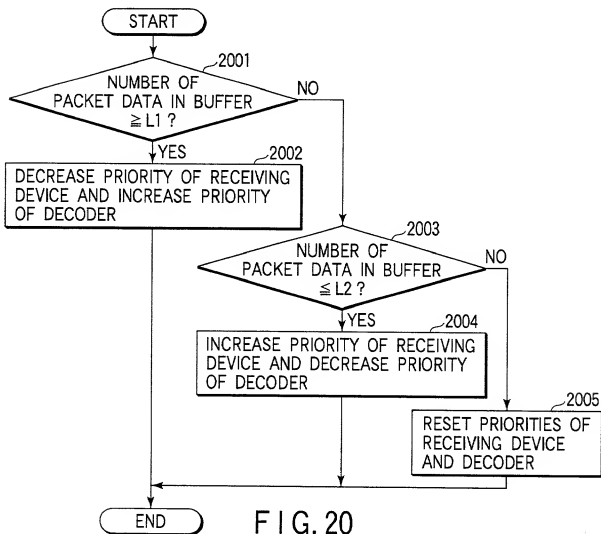 START
2001
NUMBER OF
PACKET DATA IN BUFFER
≧ L1 ?
NO
YES
2002
DECREASE PRIORITY OF RECEIVING
DEVICE AND INCREASE PRIORITY
OF DECODER
2003
NUMBER OF
PACKET DATA IN BUFFER
≦ L2 ?
NO
YES
2004
INCREASE PRIORITY OF RECEIVING
DEVICE AND DECREASE PRIORITY
OF DECODER
2005
RESET PRIORITIES OF
RECEIVING DEVICE
AND DECODER
END
FIG. 20